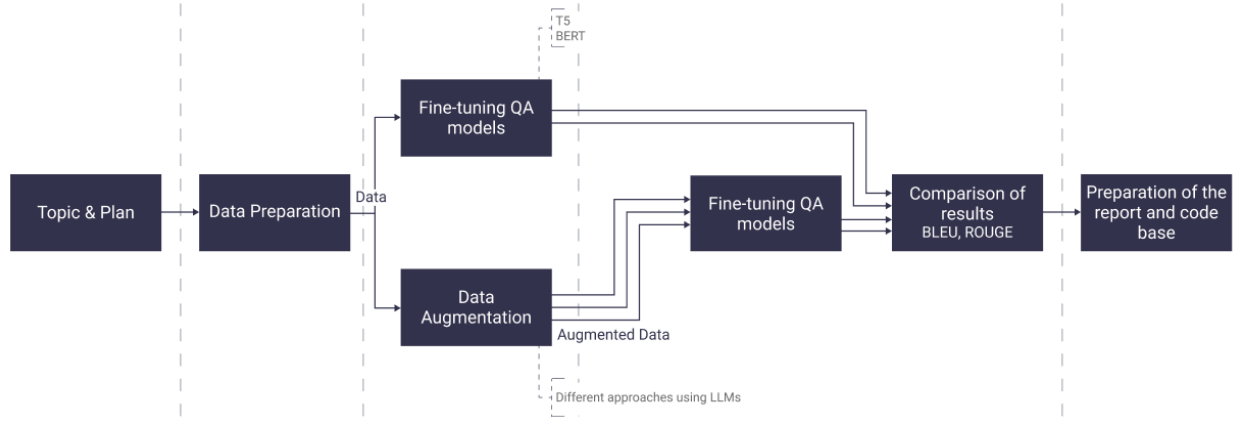 T5
BERT
Fine-tuning QA
models
Data
Topic & Plan
Data Preparation
Fine-tuning QA
models
Comparison of
results
BLEU, ROUGE
Preparation of the
report and code
base
Data
Augmentation
Augmented Data
Different approaches using LLMs